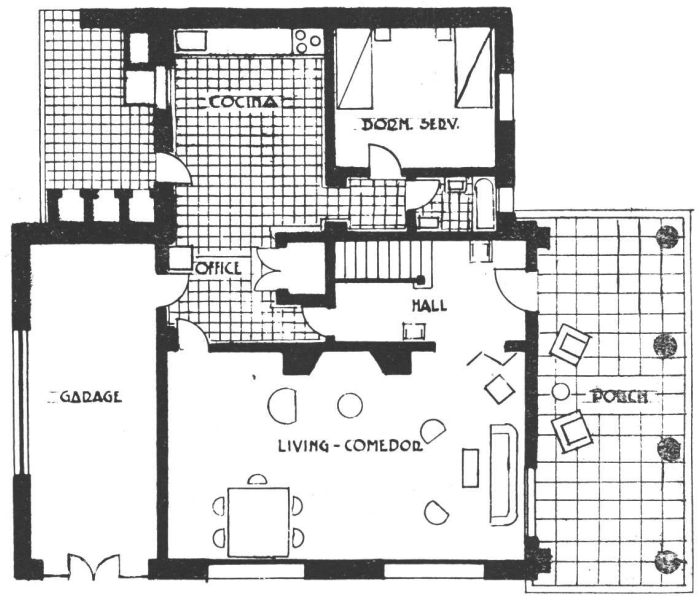 COCINA
DORM. SERV.
OFFICE
HALL
GARAGE
PORCH
LIVING-COMEDOR